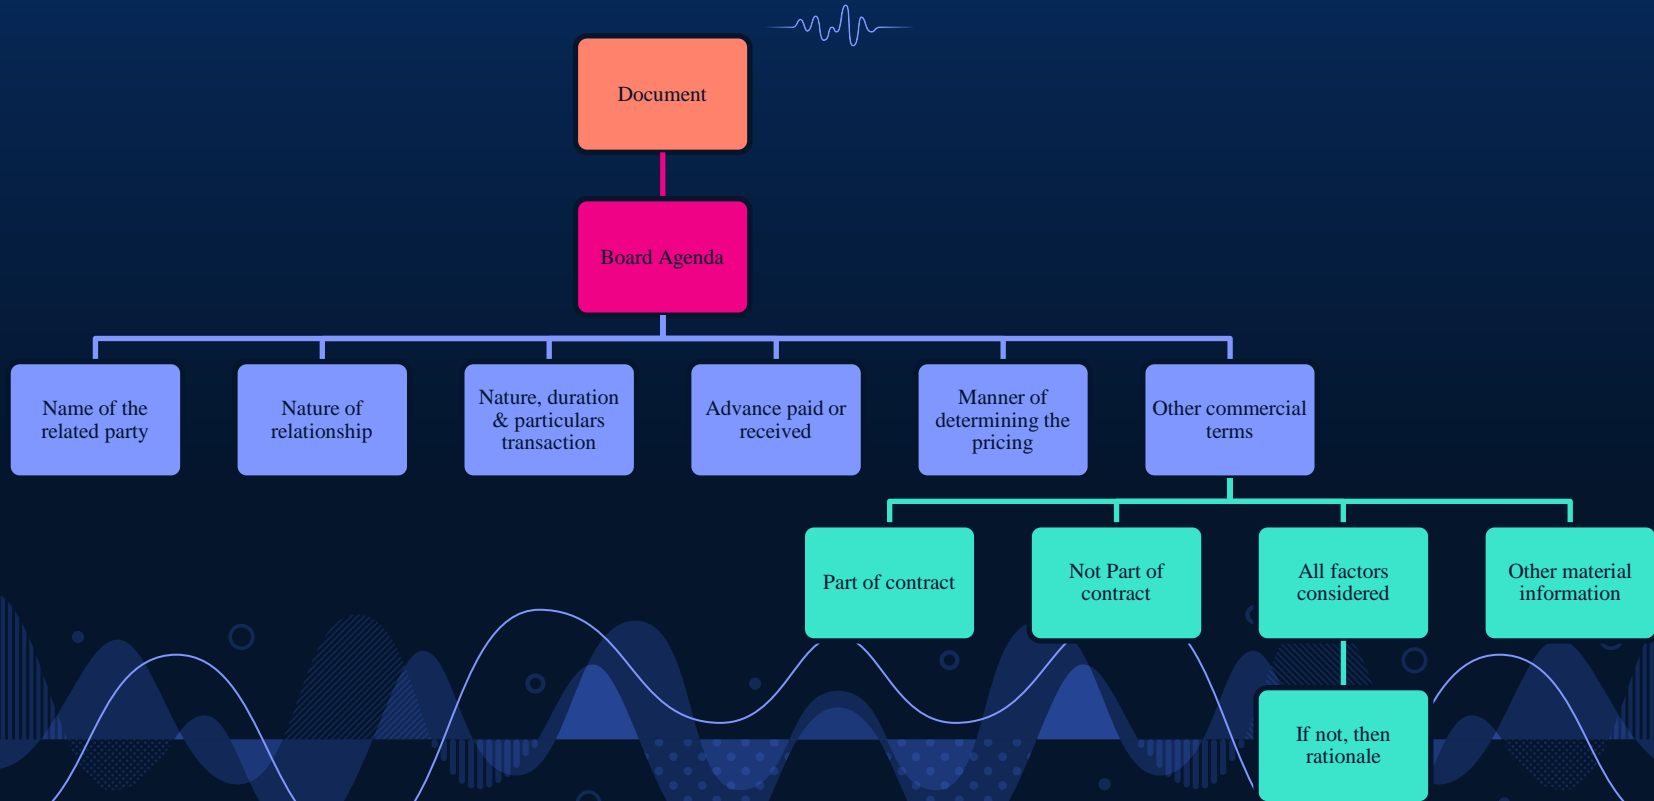 Document
Board Agenda
Name of the
related party
Nature of
relationship
Nature, duration
& particulars
transaction
Advance paid or
received
Manner of
determining the
pricing
Other commercial
terms
Part of contract
Not Part of
contract
All factors
considered
Other material
information
If not, then
rationale